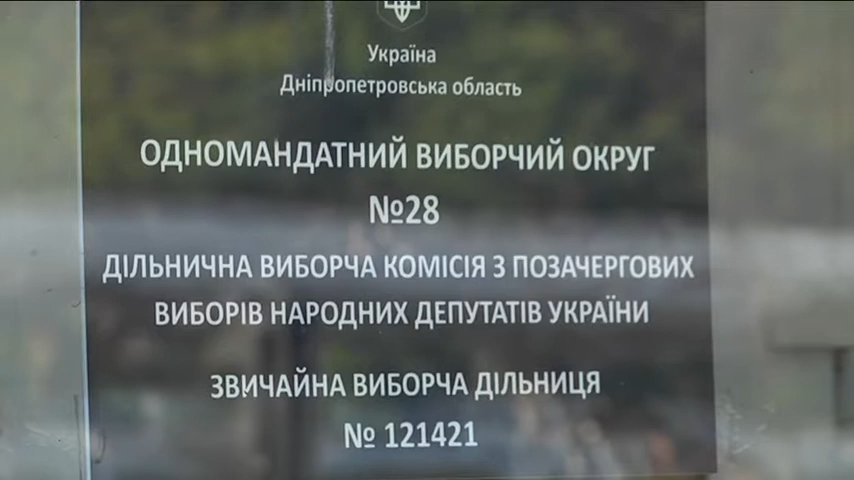 Україна
Дніпропетровська область
ОДНОМАНДАТНИЙ ВИБОРЧИЙ ОКРУГ
№28
ДІЛЬНИЧНА ВИБОРЧА КОМІСІЯ З ПОЗАЧЕРГОВИХ
ВИБОРІВ НАРОДНИХ ДЕПУТАТІВ УКРАЇНИ
ЗВИЧАЙНА ВИБОРЧА ДІЛЬНИЦЯ
№ 121421